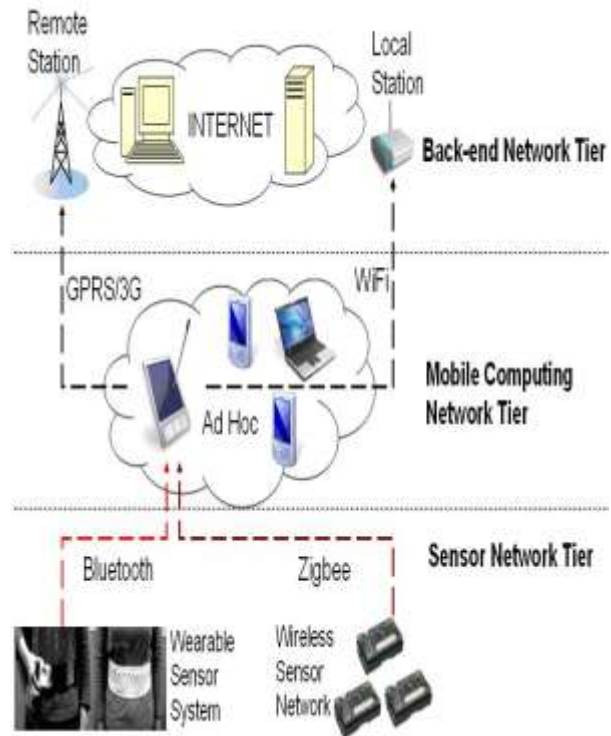 Remote
Station
Local
Station
INTERNET
Back-end Network Tier
GPRS/3G
WiFi
Mobile Computing
Network Tier
Ad Hoc
Bluetooth
Zigbee
Sensor Network Tier
Wearable
Sensor
System
Wireless
Sensor
Network